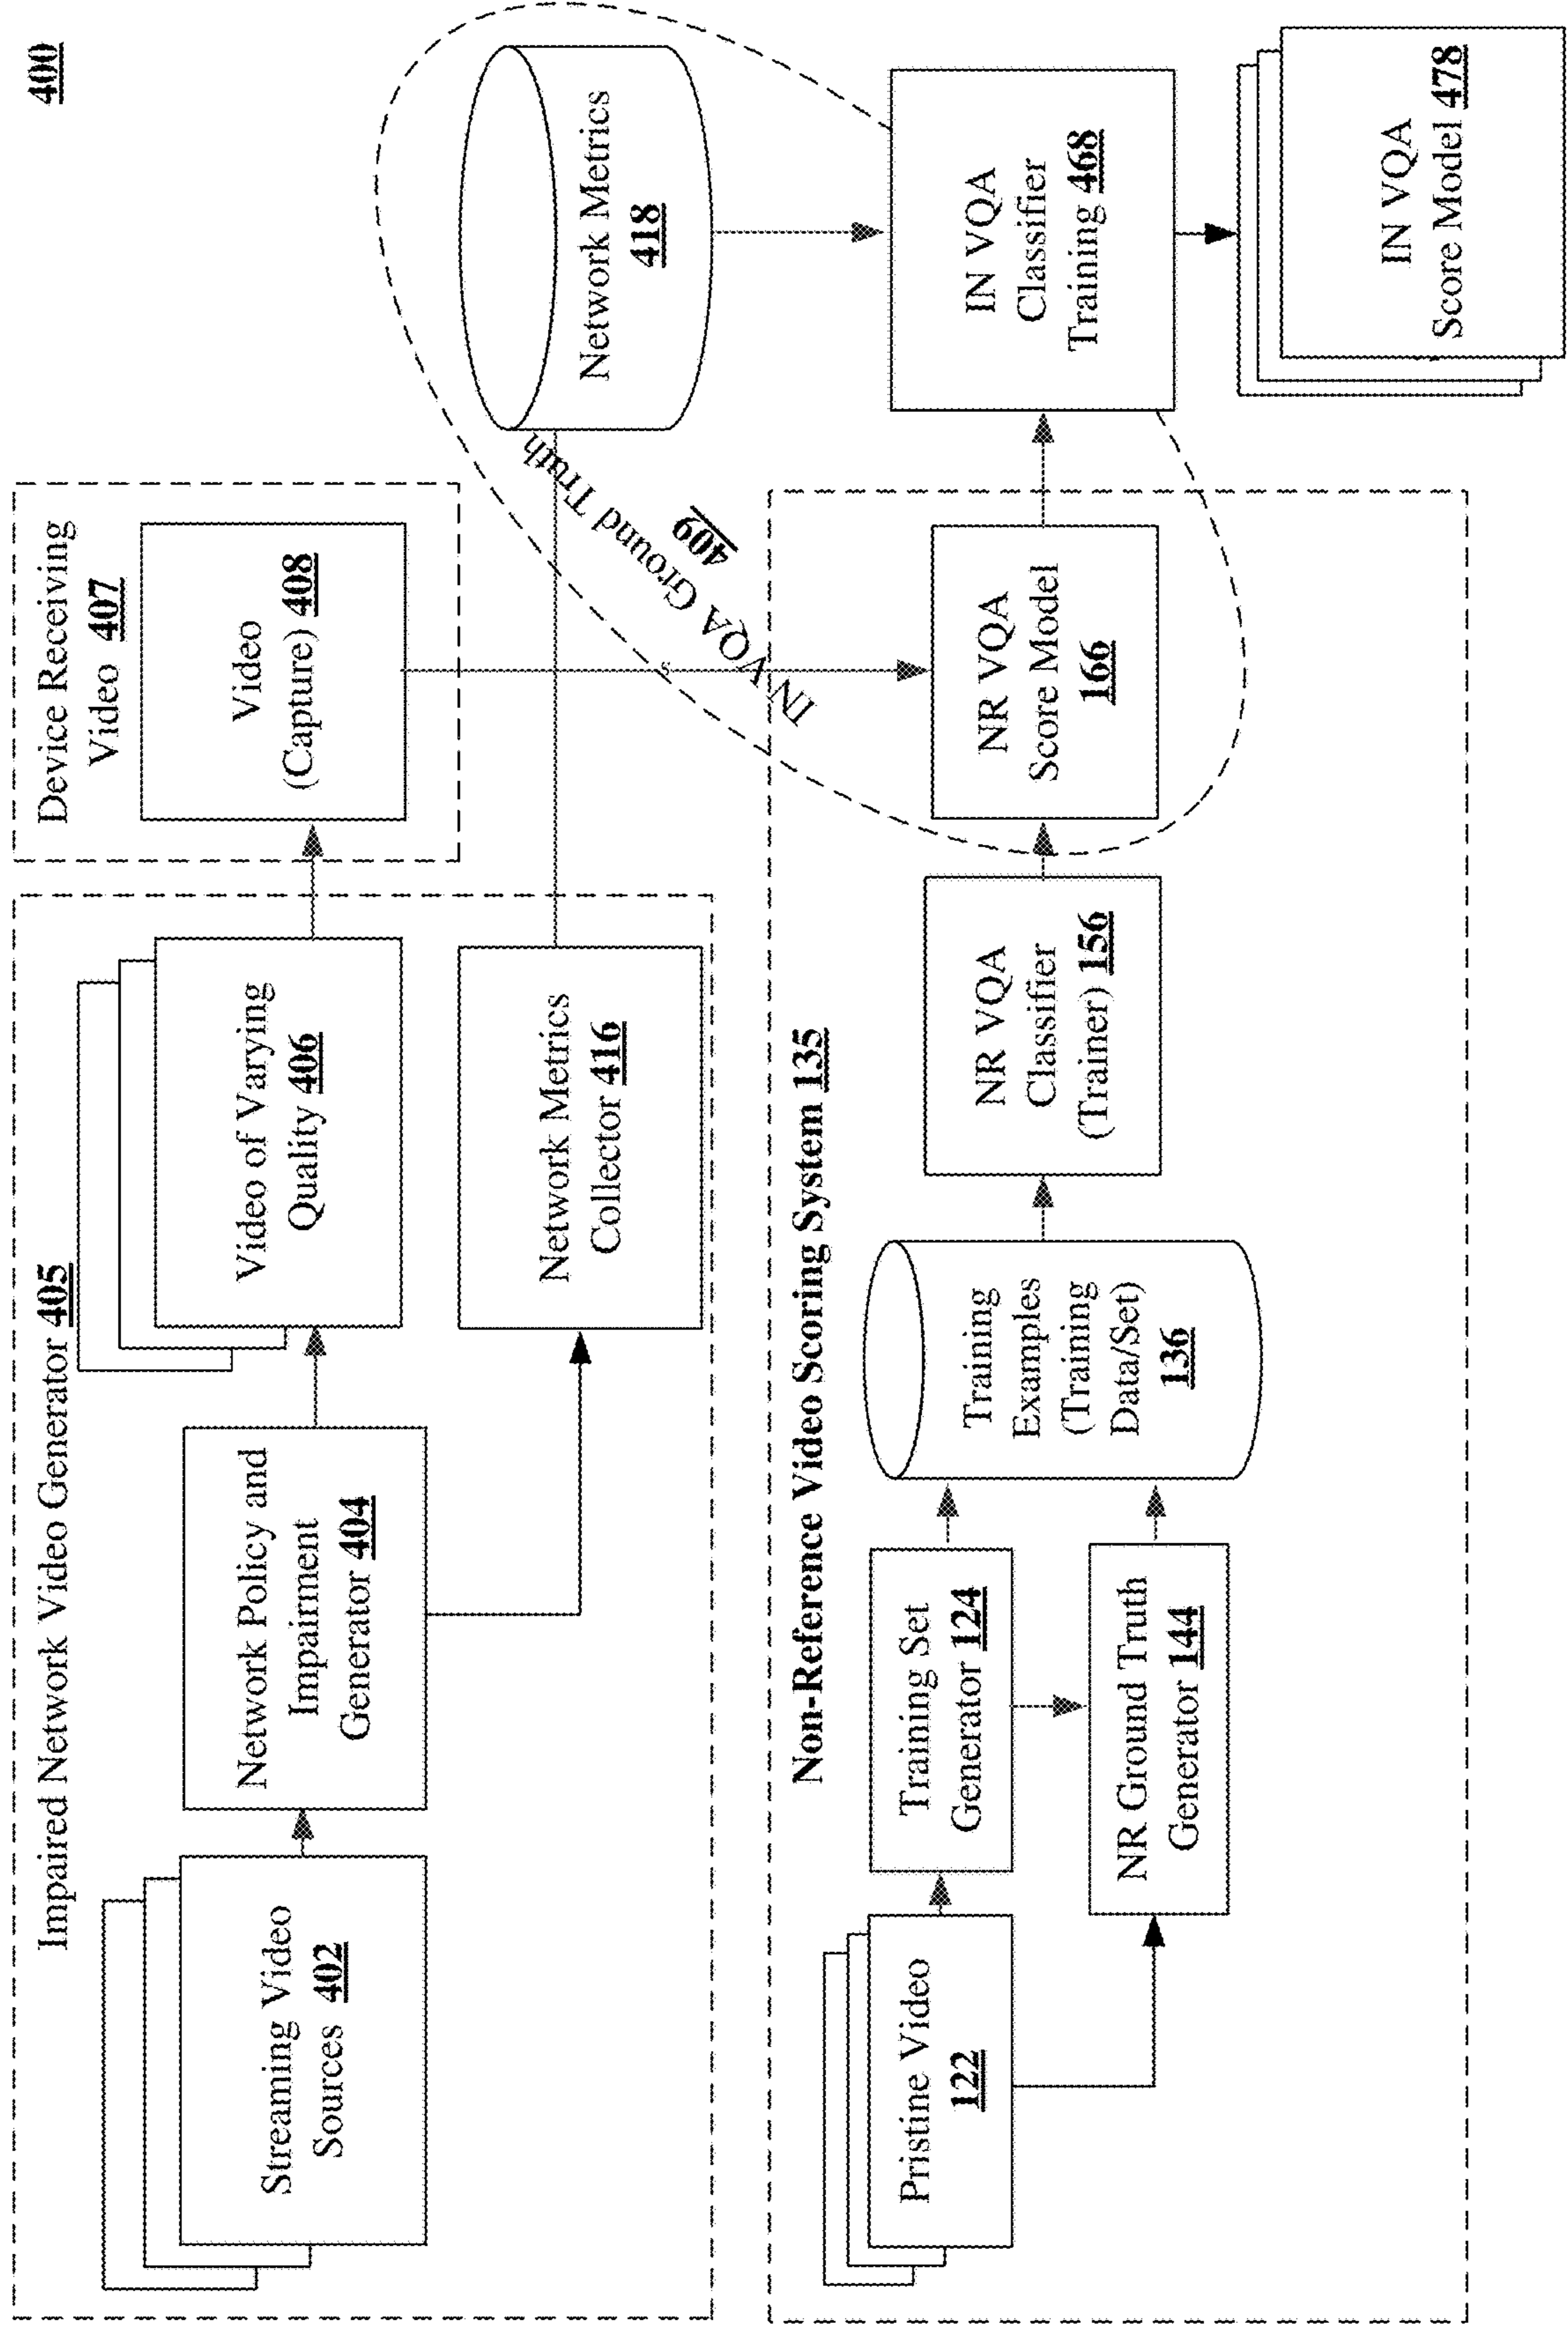 400
Impaired Network Video Generator 405
Streaming Video
Sources 402
Network Policy and
Impairment
Generator 404
Video of Varying
Quality 406
Network Metrics
Collector 416
Device Receiving
Video 407
Video
(Capture) 408
Network Metrics
418
IN VQA Ground Truth
409
Non-Reference Video Scoring System 135
Pristine Video
122
Training Set
Generator 124
NR Ground Truth
Generator 144
Training
Examples
(Training
Data/Set)
136
NR VQA
Classifier
(Trainer) 156
NR VQA
Score Model
166
IN VQA
Classifier
Training 468
IN VQA
Score Model 478